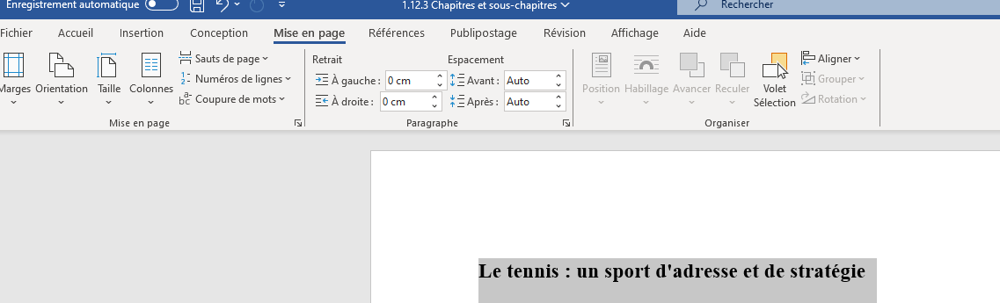 Enregistrement automatique 1.12.3 Chapitres et sous-chapitres Rechercher
Fichier Accueil Insertion Conception Mise en page Références Publipostage Révision Affichage Aide
Marges Orientation Taille Colonnes
Sauts de page
Numéros de lignes
Coupure de mots
Mise en page
Retrait Espacement
À gauche : 0 cm Avant : Auto
À droite : 0 cm Après : Auto
Paragraphe
Position Habillage Avancer Reculer Volet Sélection
Aligner
Grouper
Rotation
Organiser
Le tennis : un sport d'adresse et de stratégie